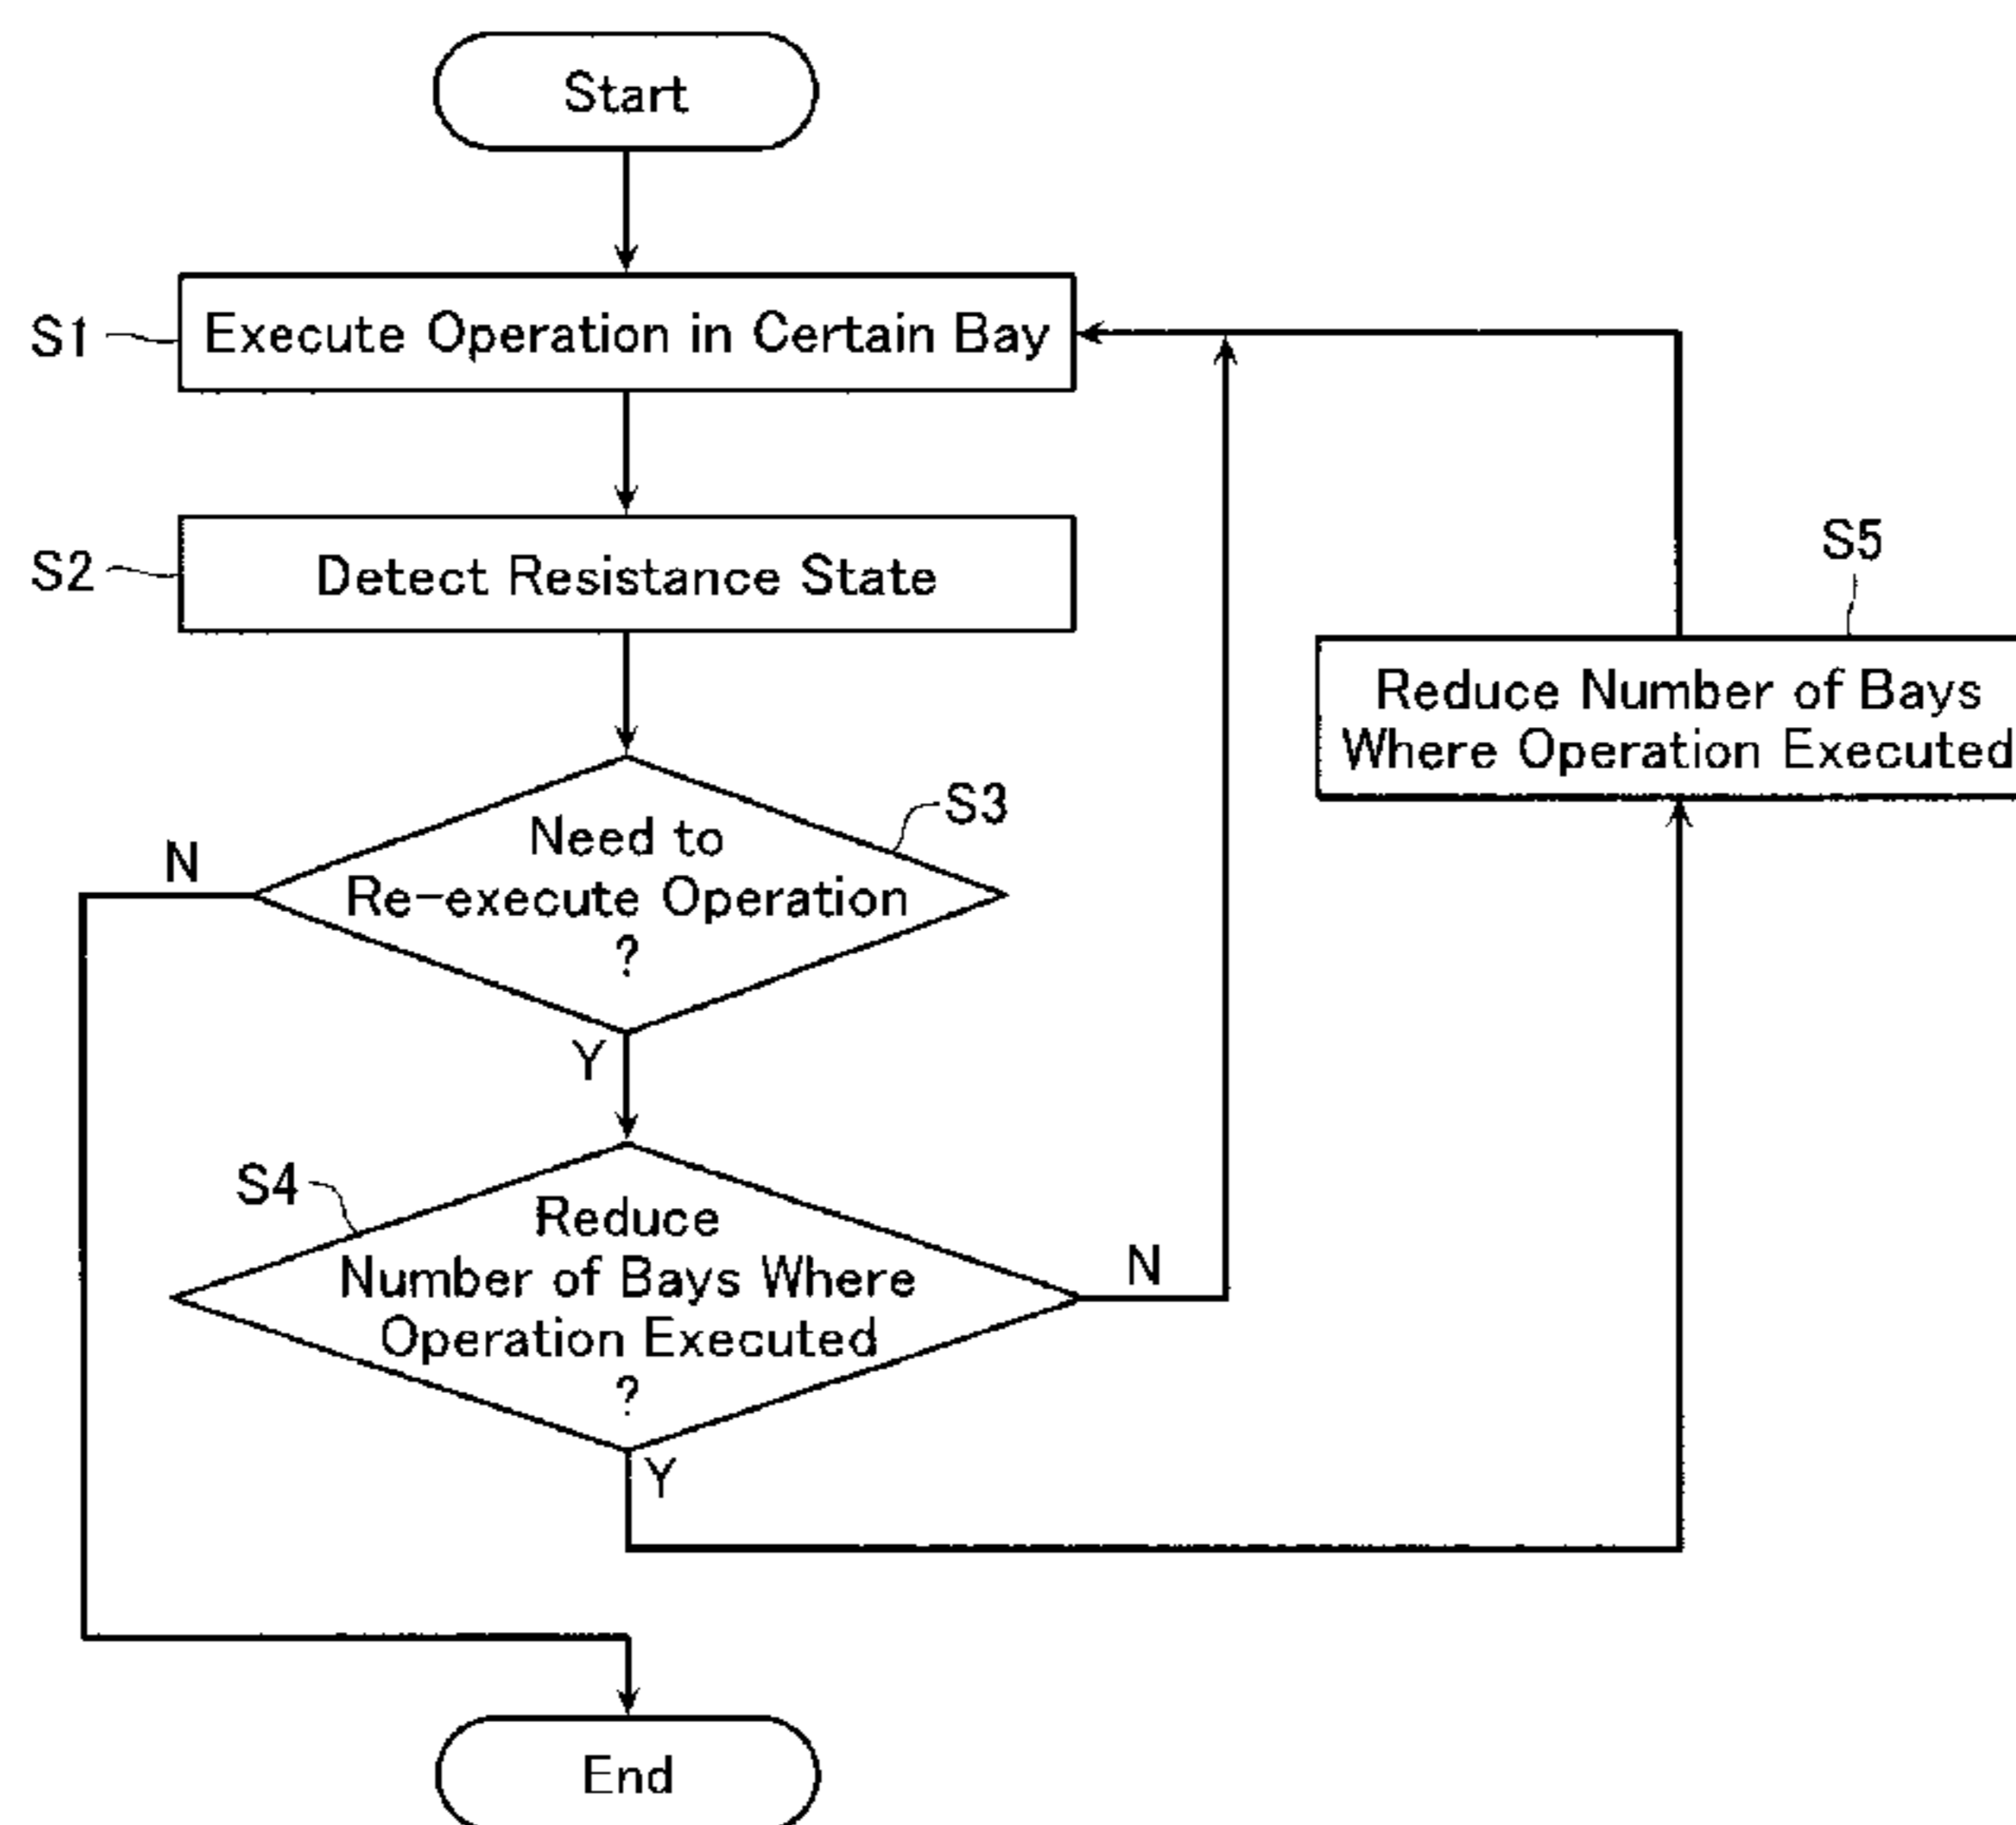 Start
S1
Execute Operation in Certain Bay
S2
Detect Resistance State
S5
Reduce Number of Bays
Where Operation Executed
S3
Need to
Re-execute Operation
?
N
Y
S4
Reduce
Number of Bays Where
Operation Executed
?
N
Y
End